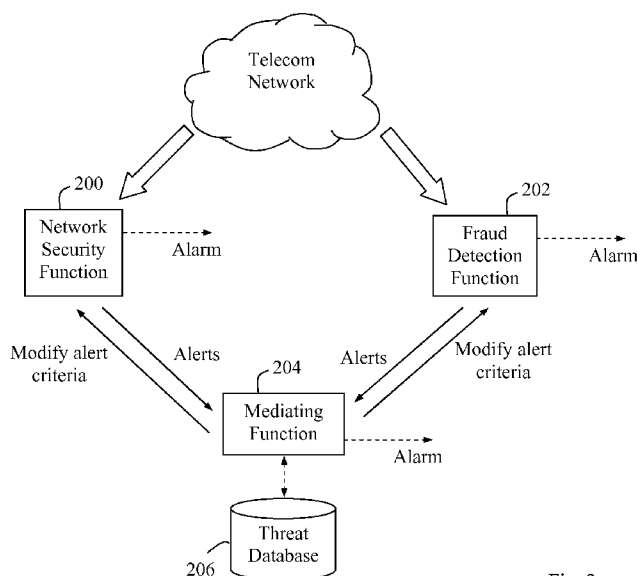 Telecom
Network
200
202
Network
Security
Function
Alarm
Fraud
Detection
Function
Alarm
Modify alert
criteria
Alerts
204
Alerts
Modify alert
criteria
Mediating
Function
Alarm
Threat
Database
206